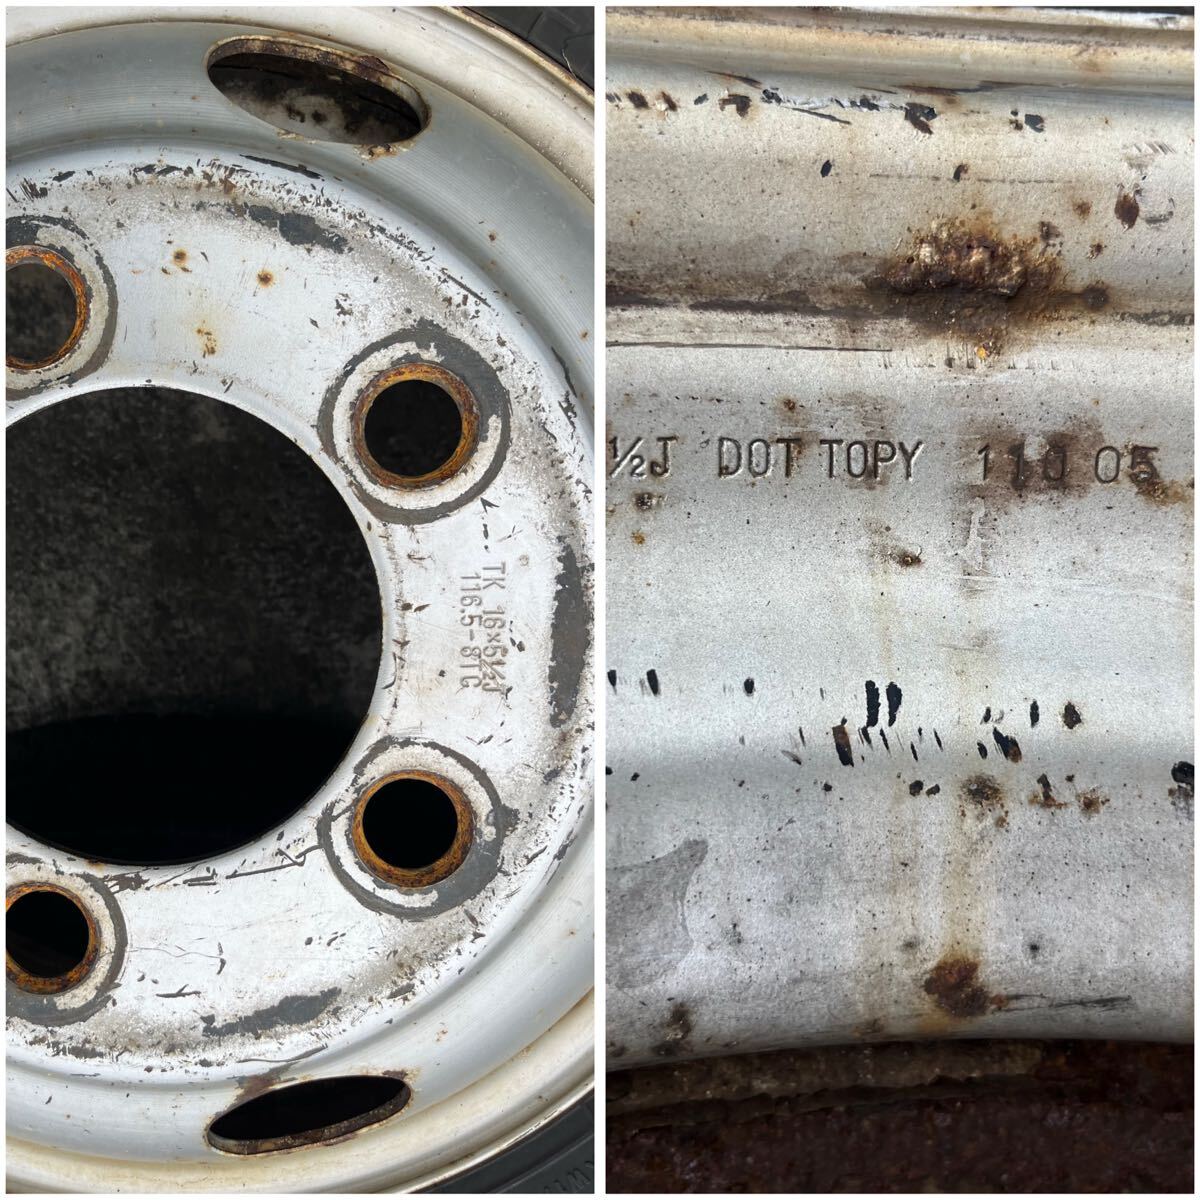 TK 16×5½J
116.5-8TC
½J DOT TOPY 110 05